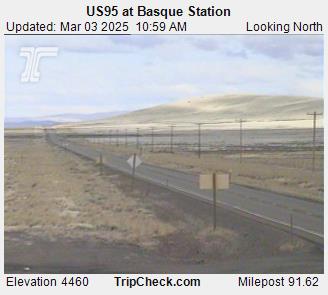 US95 at Basque Station
Updated: Mar 03 2025 10:59 AM Looking North
Elevation 4460 TripCheck.com Milepost 91.62